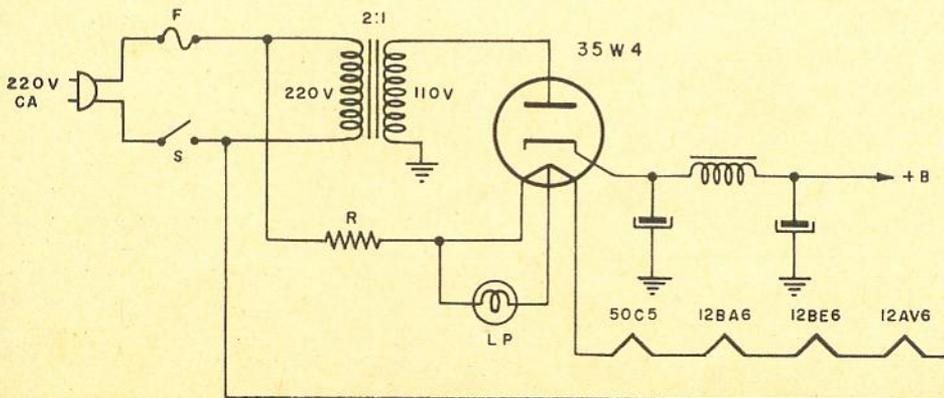 F
2:1
35W4
220V
CA
220V
110V
S
+B
R
LP
50C5
12BA6
12BE6
12AV6